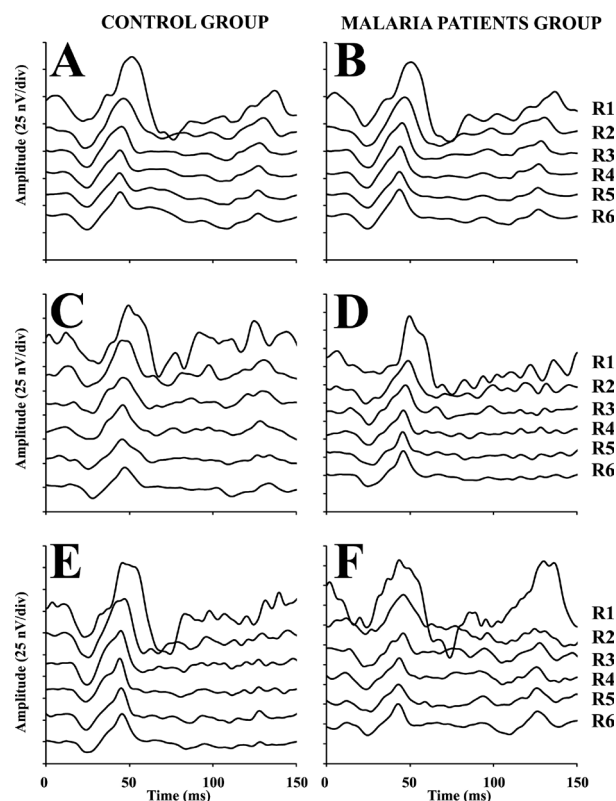 CONTROL GROUP MALARIA PATIENTS GROUP
A B
Amplitude (25 nV/div)
R1
R2
R3
R4
R5
R6
C D
Amplitude (25 nV/div)
R1
R2
R3
R4
R5
R6
E F
Amplitude (25 nV/div)
R1
R2
R3
R4
R5
R6
0 50 100 150 0 50 100 150
Time (ms) Time (ms)